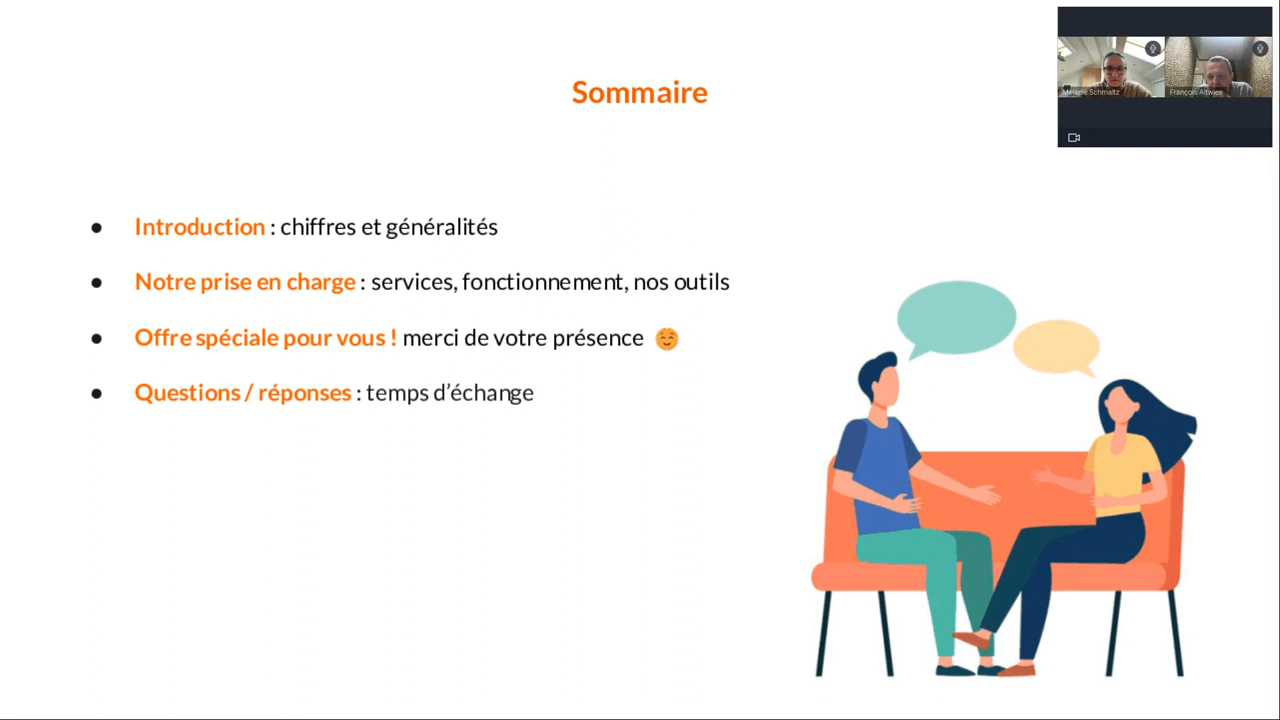 Sommaire
Mélanie Schmaltz
François Altwies
● Introduction : chiffres et généralités
● Notre prise en charge : services, fonctionnement, nos outils
● Offre spéciale pour vous ! merci de votre présence ☺️
● Questions / réponses : temps d’échange